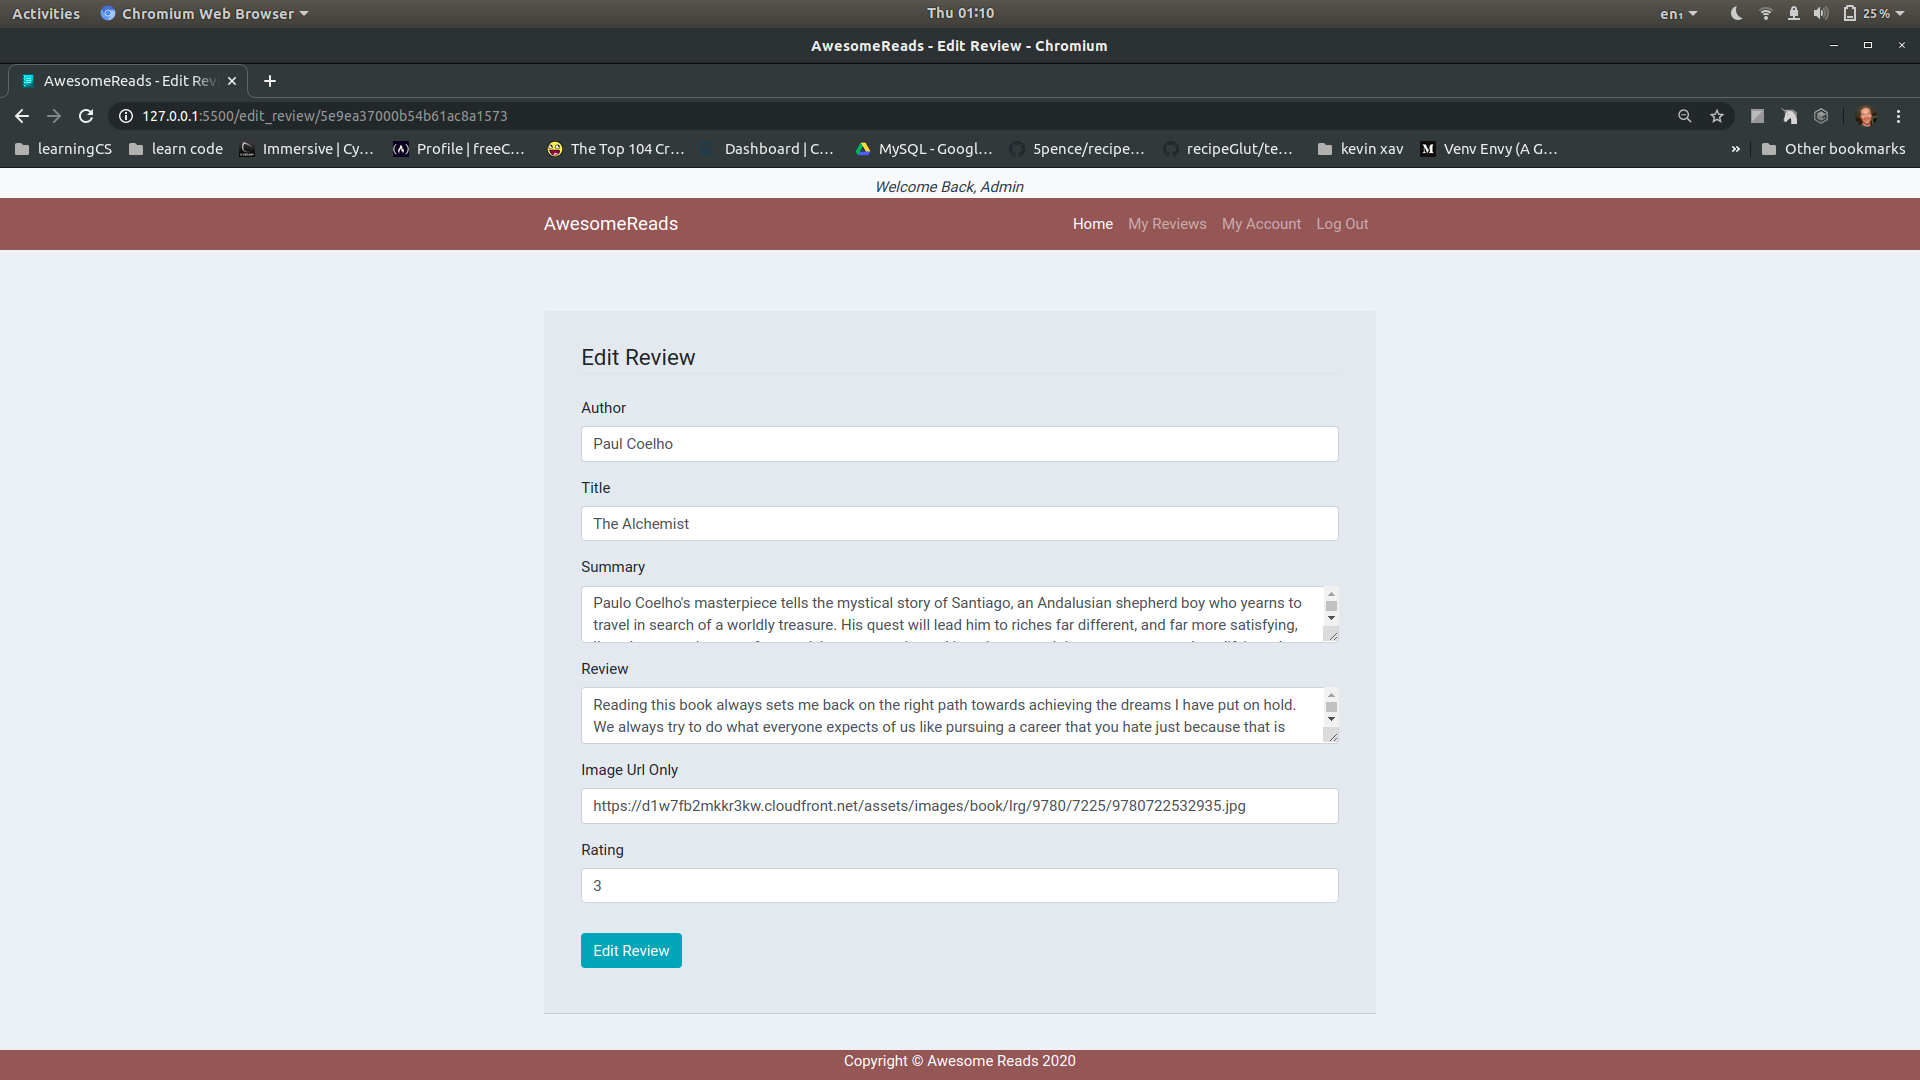 Activities
Chromium Web Browser
Thu 01:10
en₁
25 %
AwesomeReads - Edit Review - Chromium
AwesomeReads - Edit Rev
127.0.0.1:5500/edit_review/5e9ea37000b54b61ac8a1573
learningCS
learn code
Immersive | Cy…
Profile | freeC…
The Top 104 Cr…
Dashboard | C…
MySQL - Googl…
5pence/recipe…
recipeGlut/te…
kevin xav
Venv Envy (A G…
»
Other bookmarks
Welcome Back, Admin
AwesomeReads
Home
My Reviews
My Account
Log Out
Edit Review
Author
Paul Coelho
Title
The Alchemist
Summary
Paulo Coelho's masterpiece tells the mystical story of Santiago, an Andalusian shepherd boy who yearns to
travel in search of a worldly treasure. His quest will lead him to riches far different, and far more satisfying,
Review
Reading this book always sets me back on the right path towards achieving the dreams I have put on hold.
We always try to do what everyone expects of us like pursuing a career that you hate just because that is
Image Url Only
https://d1w7fb2mkkr3kw.cloudfront.net/assets/images/book/lrg/9780/7225/9780722532935.jpg
Rating
3
Edit Review
Copyright © Awesome Reads 2020